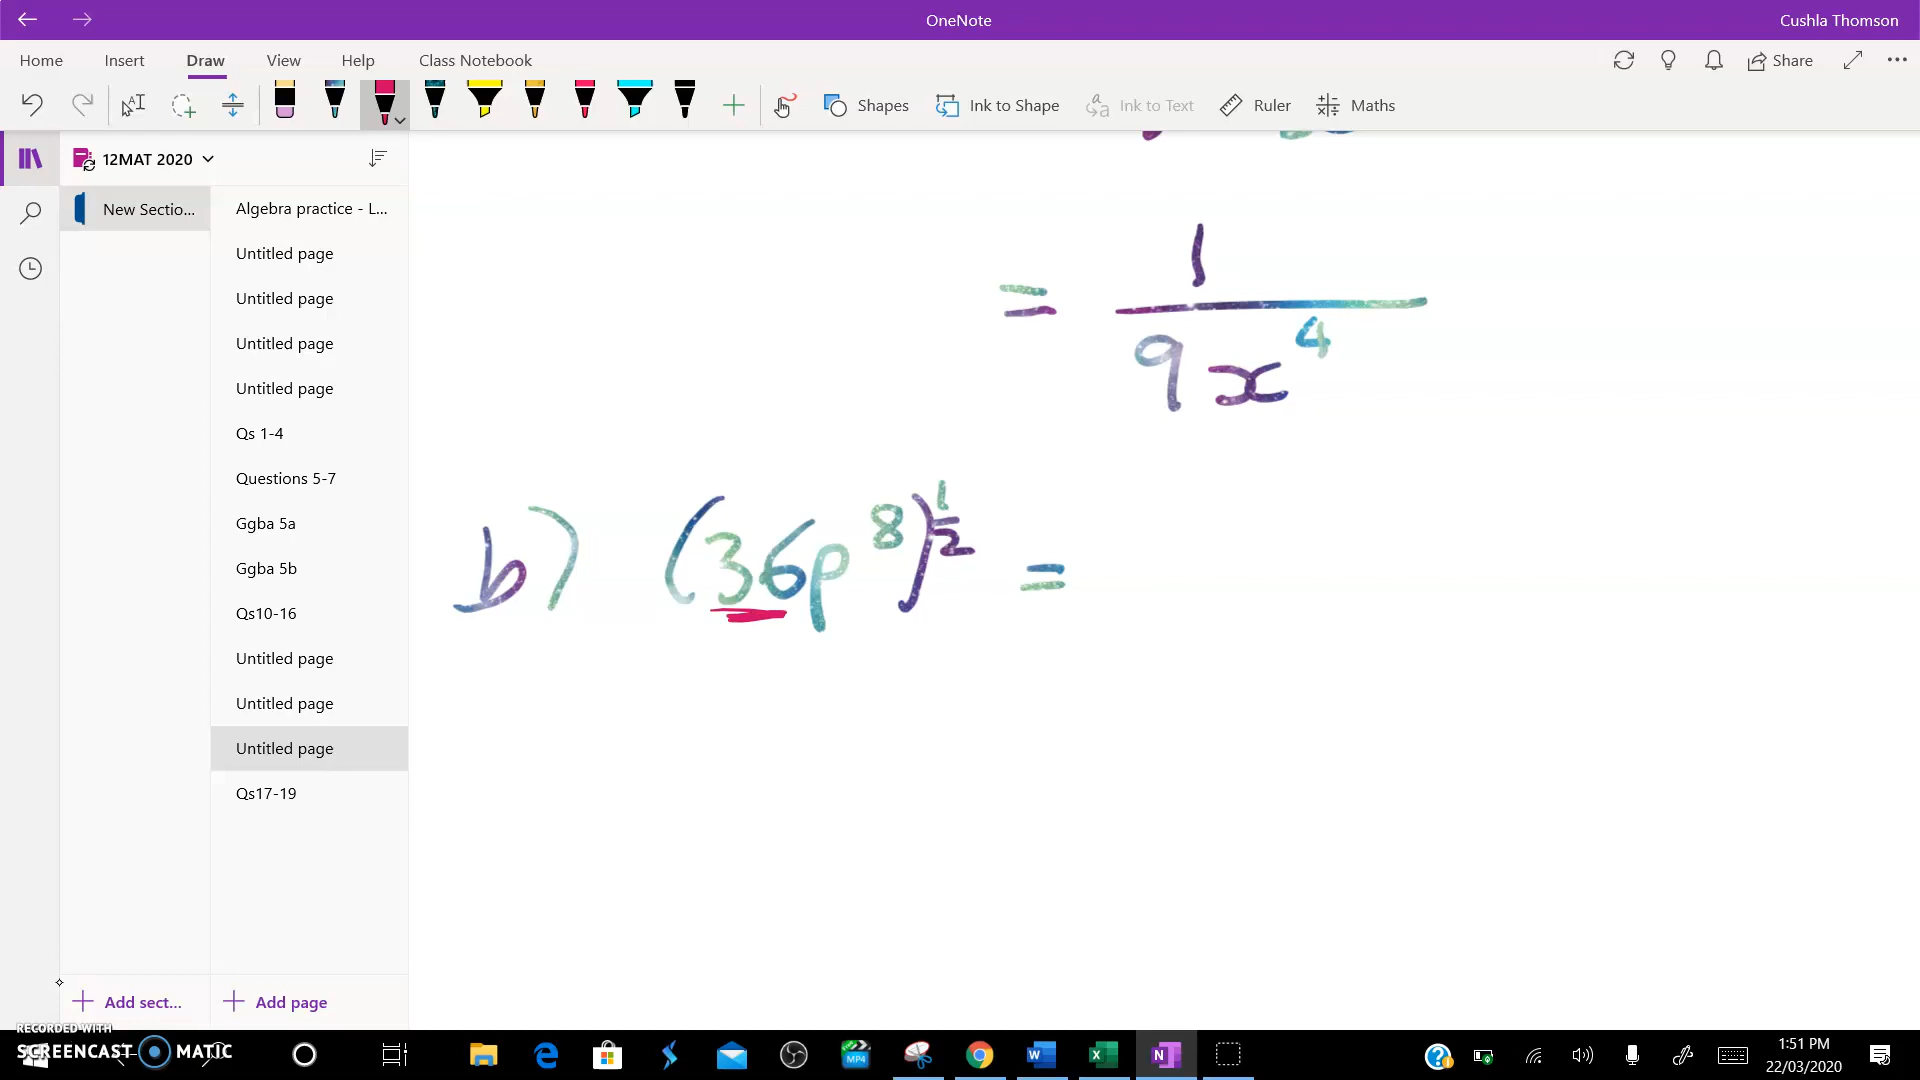 OneNote
Cushla Thomson
Home Insert Draw View Help Class Notebook
Share
Shapes Ink to Shape Ink to Text Ruler Maths
12MAT 2020
New Sectio...
Algebra practice - L...
Untitled page
Untitled page
Untitled page
Untitled page
Qs 1-4
Questions 5-7
Ggba 5a
Ggba 5b
Qs10-16
Untitled page
Untitled page
Untitled page
Qs17-19
= 1/9x⁴
b) (36p⁸)^½ =
Add sect...
Add page
RECORDED WITH
SCREENCAST MATIC
1:51 PM
22/03/2020